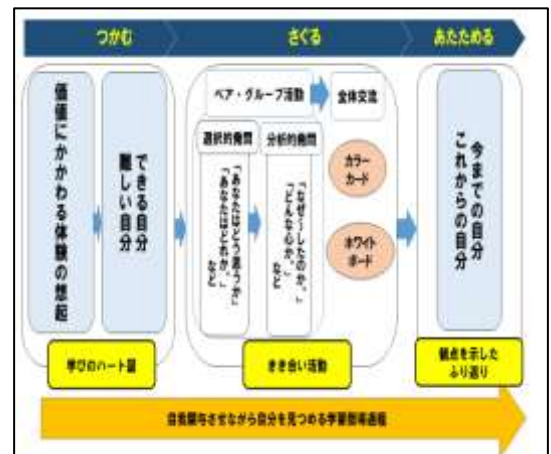 つかむ
さぐる
あたためる
価値にかかわる体験の想起
できる自分
難しい自分
ペア・グループ活動
全体交流
選択的発問
分析的発問
「あなたはどう思うか」
「あなたはどれか。」
など
「なぜ~したのか。」
「どんな心か。」
など
カラー
カード
ホワイト
ボード
今までの自分
これからの自分
学びのハート図
きき合い活動
観点を示した
ふり返り
自我関与させながら自分を見つめる学習指導過程